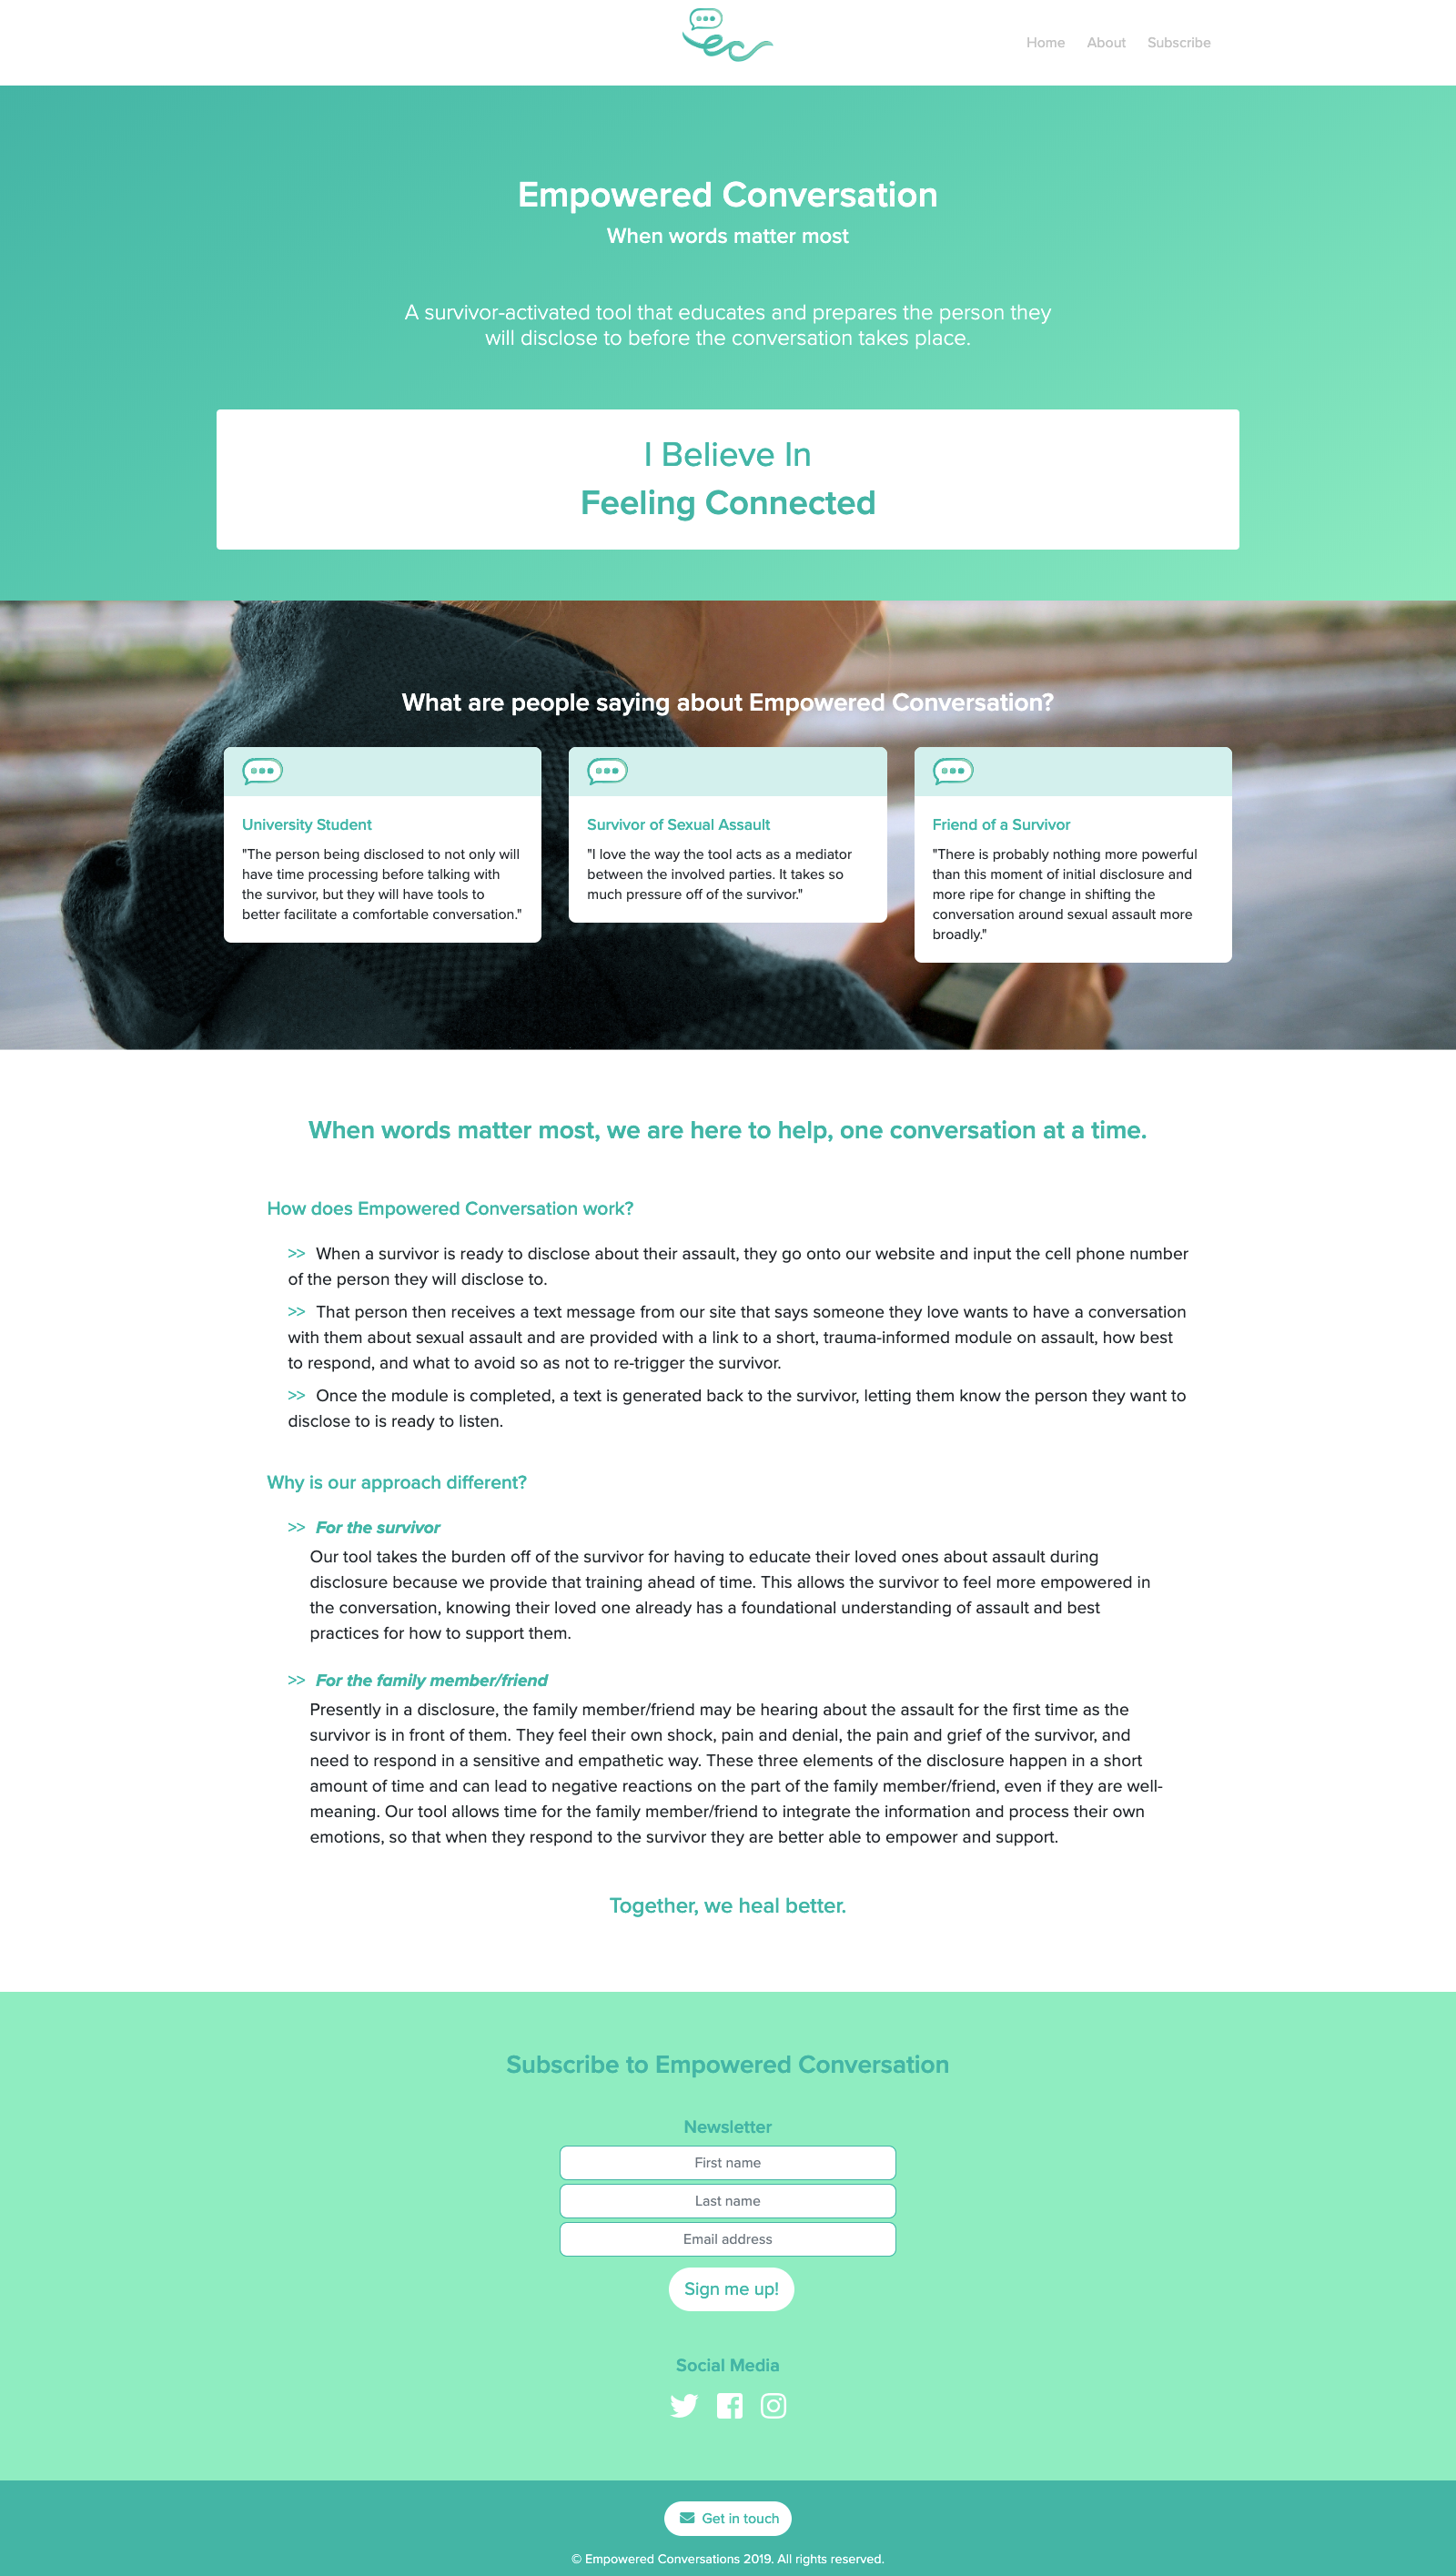 ec
Home About Subscribe
Empowered Conversation
When words matter most
A survivor-activated tool that educates and prepares the person they
will disclose to before the conversation takes place.
I Believe In
Feeling Connected
What are people saying about Empowered Conversation?
University Student
"The person being disclosed to not only will
have time processing before talking with
the survivor, but they will have tools to
better facilitate a comfortable conversation."
Survivor of Sexual Assault
"I love the way the tool acts as a mediator
between the involved parties. It takes so
much pressure off of the survivor."
Friend of a Survivor
"There is probably nothing more powerful
than this moment of initial disclosure and
more ripe for change in shifting the
conversation around sexual assault more
broadly."
When words matter most, we are here to help, one conversation at a time.
How does Empowered Conversation work?
>> When a survivor is ready to disclose about their assault, they go onto our website and input the cell phone number
of the person they will disclose to.
>> That person then receives a text message from our site that says someone they love wants to have a conversation
with them about sexual assault and are provided with a link to a short, trauma-informed module on assault, how best
to respond, and what to avoid so as not to re-trigger the survivor.
>> Once the module is completed, a text is generated back to the survivor, letting them know the person they want to
disclose to is ready to listen.
Why is our approach different?
>> For the survivor
Our tool takes the burden off of the survivor for having to educate their loved ones about assault during
disclosure because we provide that training ahead of time. This allows the survivor to feel more empowered in
the conversation, knowing their loved one already has a foundational understanding of assault and best
practices for how to support them.
>> For the family member/friend
Presently in a disclosure, the family member/friend may be hearing about the assault for the first time as the
survivor is in front of them. They feel their own shock, pain and denial, the pain and grief of the survivor, and
need to respond in a sensitive and empathetic way. These three elements of the disclosure happen in a short
amount of time and can lead to negative reactions on the part of the family member/friend, even if they are well-
meaning. Our tool allows time for the family member/friend to integrate the information and process their own
emotions, so that when they respond to the survivor they are better able to empower and support.
Together, we heal better.
Subscribe to Empowered Conversation
Newsletter
First name
Last name
Email address
Sign me up!
Social Media
Get in touch
© Empowered Conversations 2019. All rights reserved.